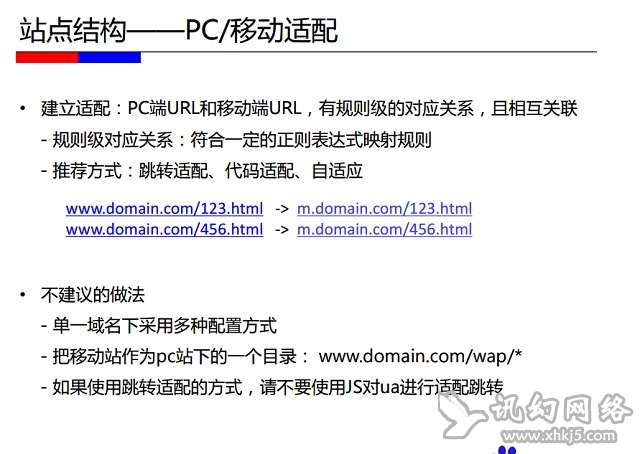 站点结构——PC/移动适配
• 建立适配：PC端URL和移动端URL，有规则级的对应关系，且相互关联
- 规则级对应关系：符合一定的正则表达式映射规则
- 推荐方式：跳转适配、代码适配、自适应
www.domain.com/123.html -> m.domain.com/123.html
www.domain.com/456.html -> m.domain.com/456.html
• 不建议的做法
- 单一域名下采用多种配置方式
- 把移动站作为pc站下的一个目录： www.domain.com/wap/*
- 如果使用跳转适配的方式，请不要使用JS对ua进行适配跳转
讯幻网络
www.xhkj5.com